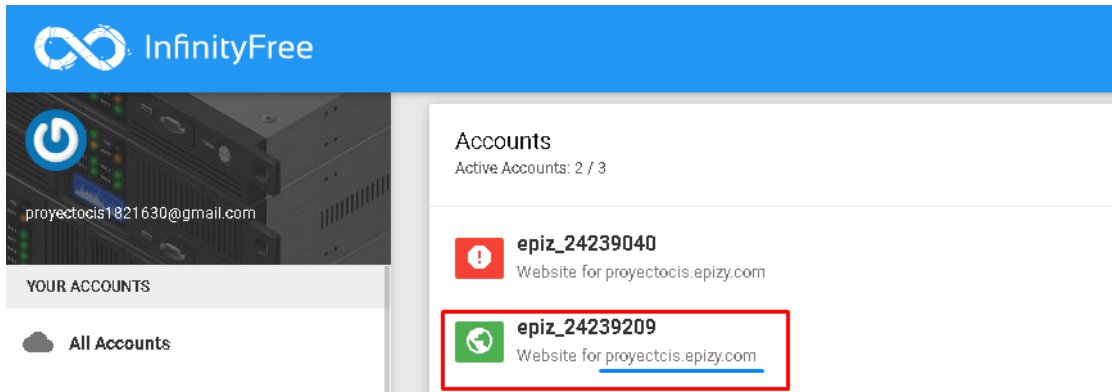 InfinityFree
proyectocis1821630@gmail.com
YOUR ACCOUNTS
All Accounts
Accounts
Active Accounts: 2 / 3
epiz_24239040
Website for proyectocis.epizy.com
epiz_24239209
Website for proyectcis.epizy.com